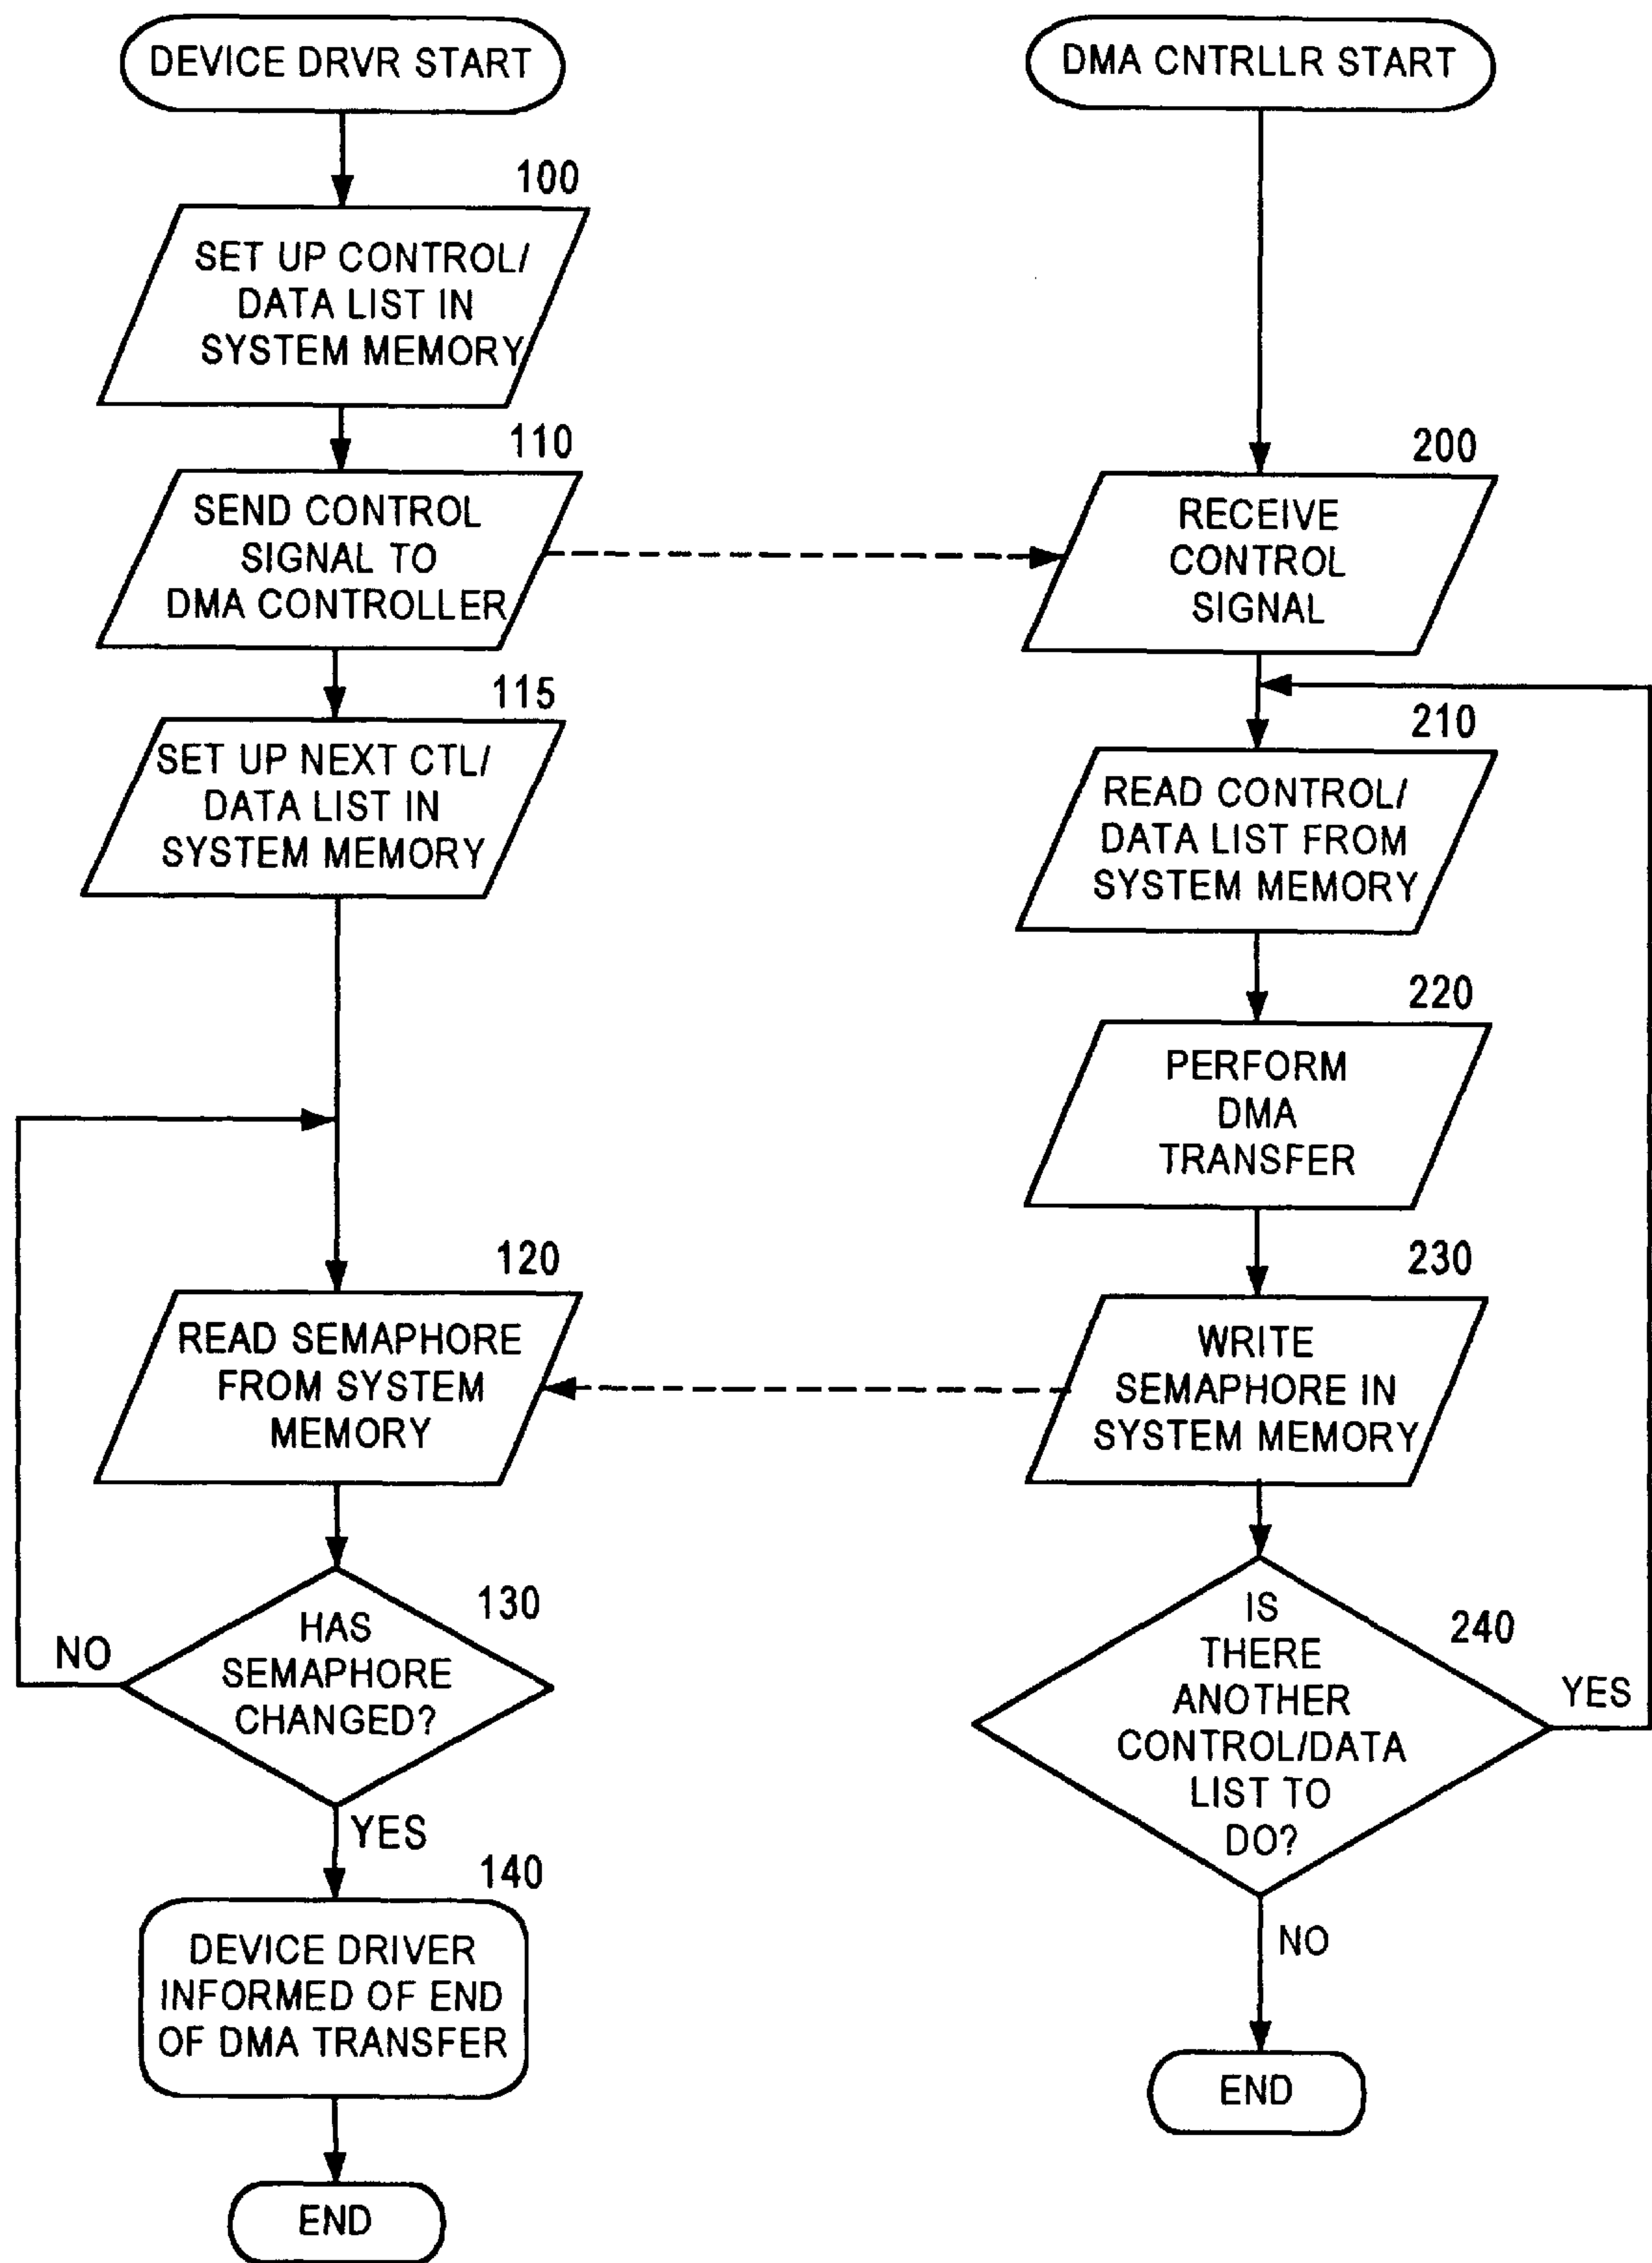 DEVICE DRVR START
100
SET UP CONTROL/
DATA LIST IN
SYSTEM MEMORY
110
SEND CONTROL
SIGNAL TO
DMA CONTROLLER
115
SET UP NEXT CTL/
DATA LIST IN
SYSTEM MEMORY
120
READ SEMAPHORE
FROM SYSTEM
MEMORY
130
HAS
SEMAPHORE
CHANGED?
NO
YES
140
DEVICE DRIVER
INFORMED OF END
OF DMA TRANSFER
END
DMA CNTRLLR START
200
RECEIVE
CONTROL
SIGNAL
210
READ CONTROL/
DATA LIST FROM
SYSTEM MEMORY
220
PERFORM
DMA
TRANSFER
230
WRITE
SEMAPHORE IN
SYSTEM MEMORY
240
IS
THERE
ANOTHER
CONTROL/DATA
LIST TO
DO?
YES
NO
END